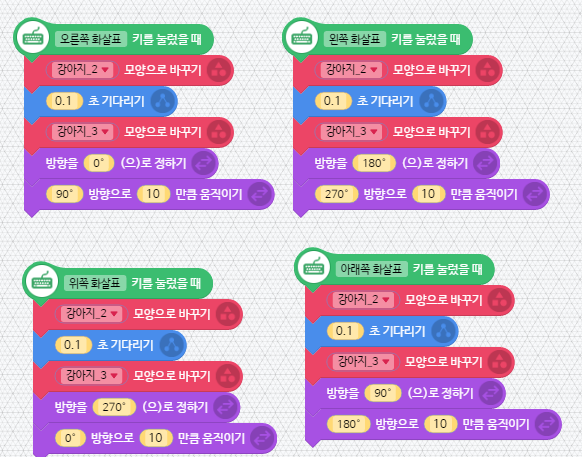 오른쪽 화살표 키를 눌렀을 때
강아지_2 모양으로 바꾸기
0.1 초 기다리기
강아지_3 모양으로 바꾸기
방향을 0˚ (으)로 정하기
90˚ 방향으로 10 만큼 움직이기
왼쪽 화살표 키를 눌렀을 때
강아지_2 모양으로 바꾸기
0.1 초 기다리기
강아지_3 모양으로 바꾸기
방향을 180˚ (으)로 정하기
270˚ 방향으로 10 만큼 움직이기
위쪽 화살표 키를 눌렀을 때
강아지_2 모양으로 바꾸기
0.1 초 기다리기
강아지_3 모양으로 바꾸기
방향을 270˚ (으)로 정하기
0˚ 방향으로 10 만큼 움직이기
아래쪽 화살표 키를 눌렀을 때
강아지_2 모양으로 바꾸기
0.1 초 기다리기
강아지_3 모양으로 바꾸기
방향을 90˚ (으)로 정하기
180˚ 방향으로 10 만큼 움직이기